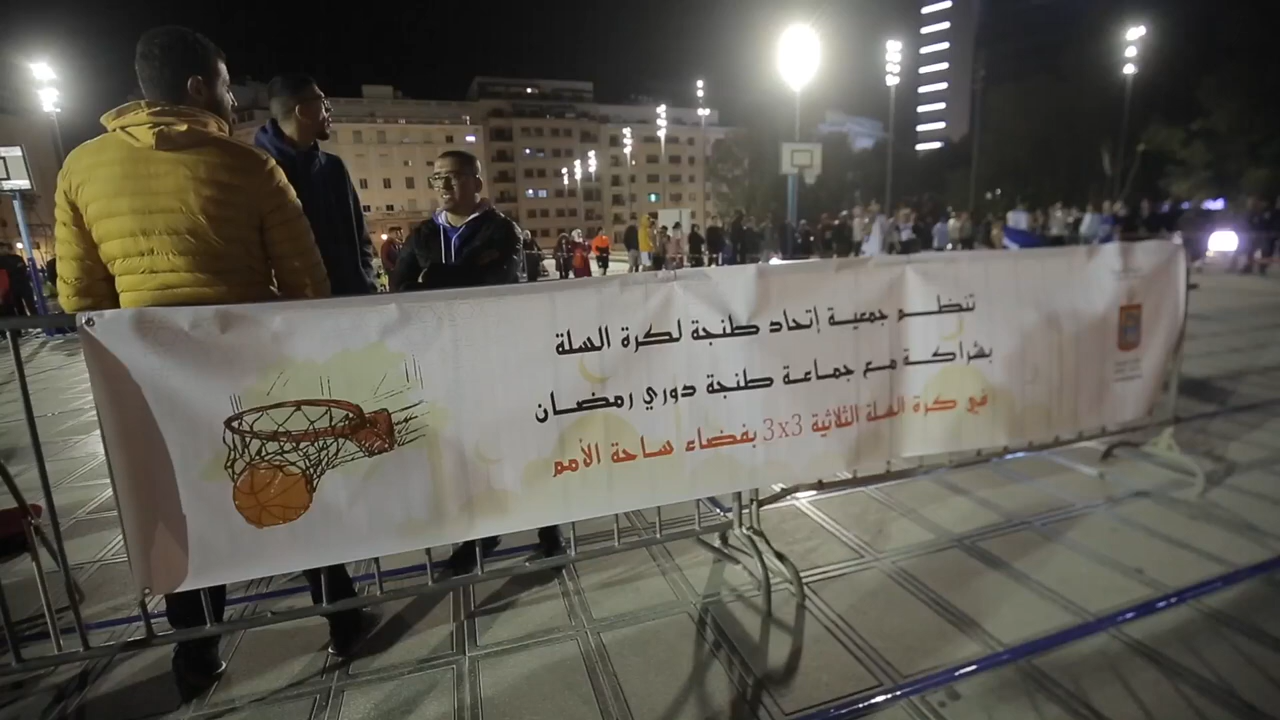 تنظم جمعية إتحاد طنجة لكرة السلة
بشراكة مع جماعة طنجة دوري رمضان
في كرة السلة الثلاثية 3x3 بفضاء ساحة الأمم